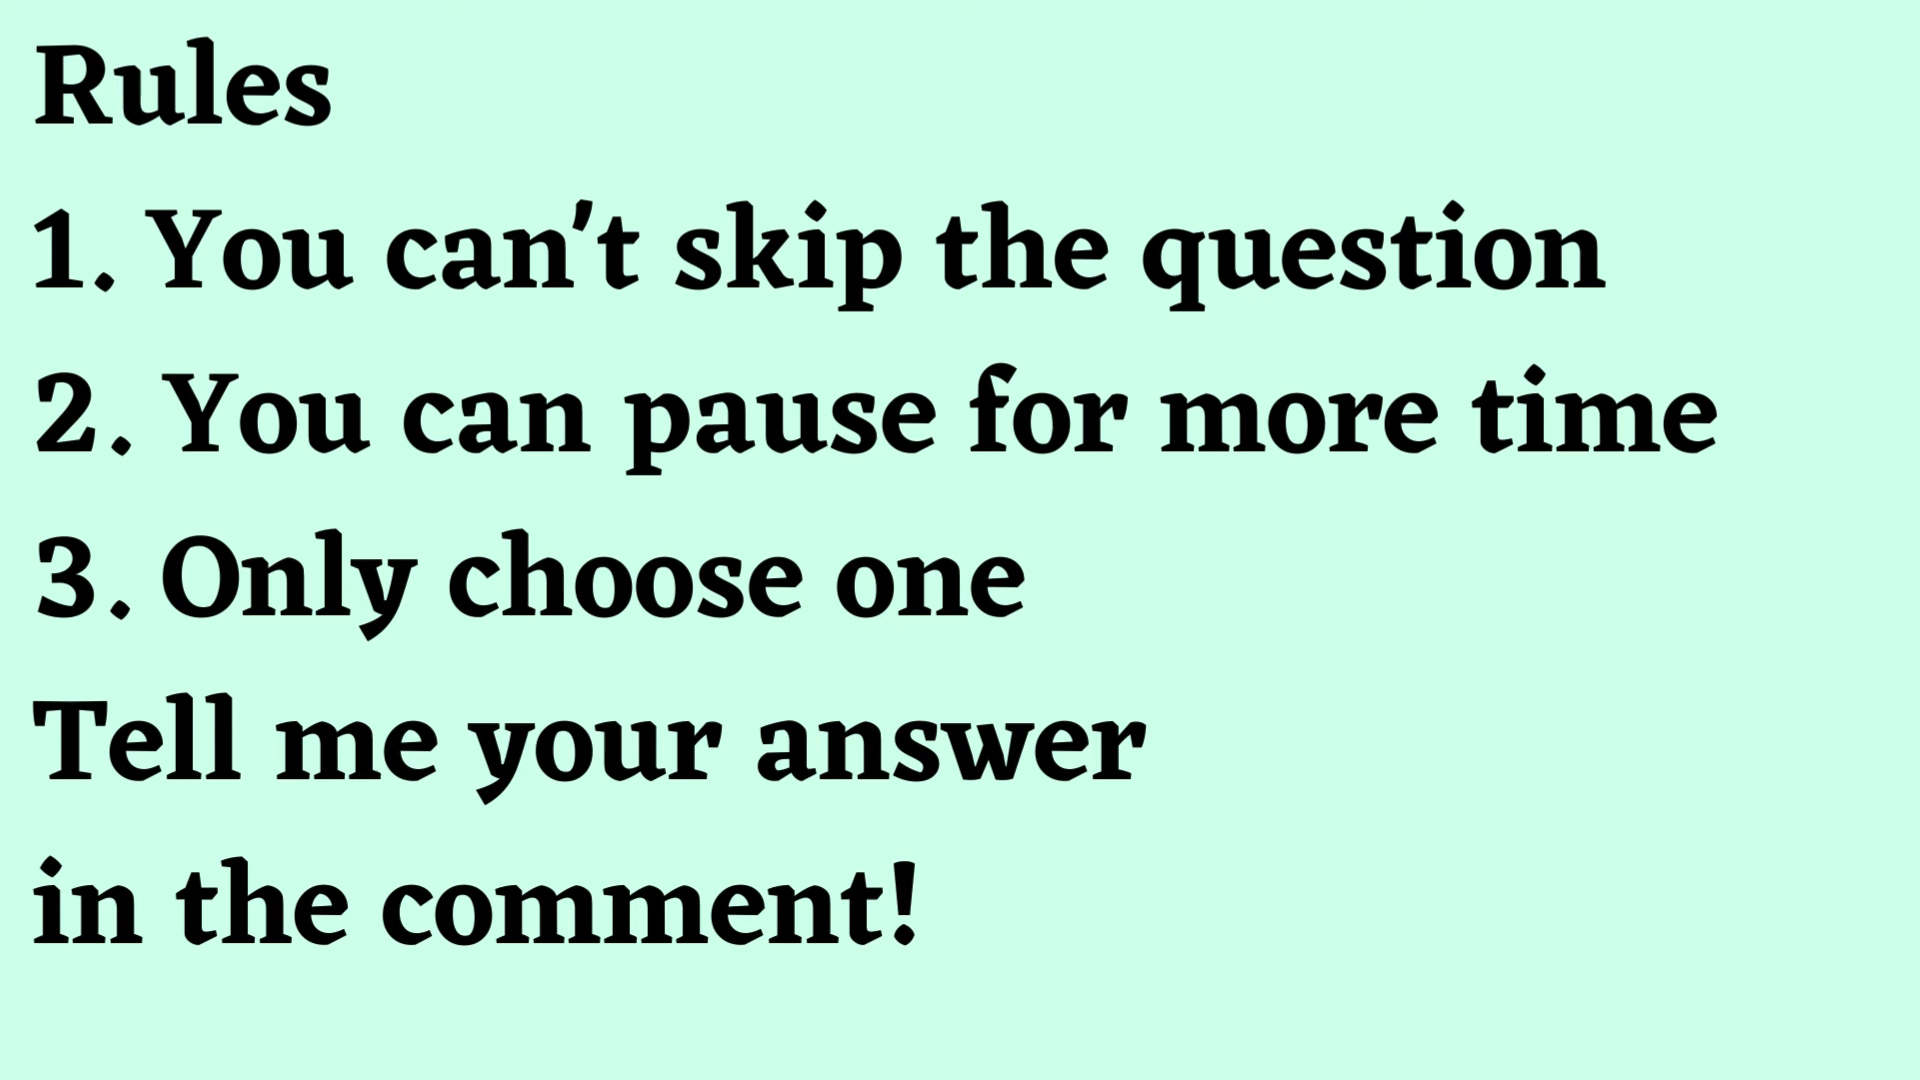 Rules
1. You can't skip the question
2. You can pause for more time
3. Only choose one
Tell me your answer
in the comment!